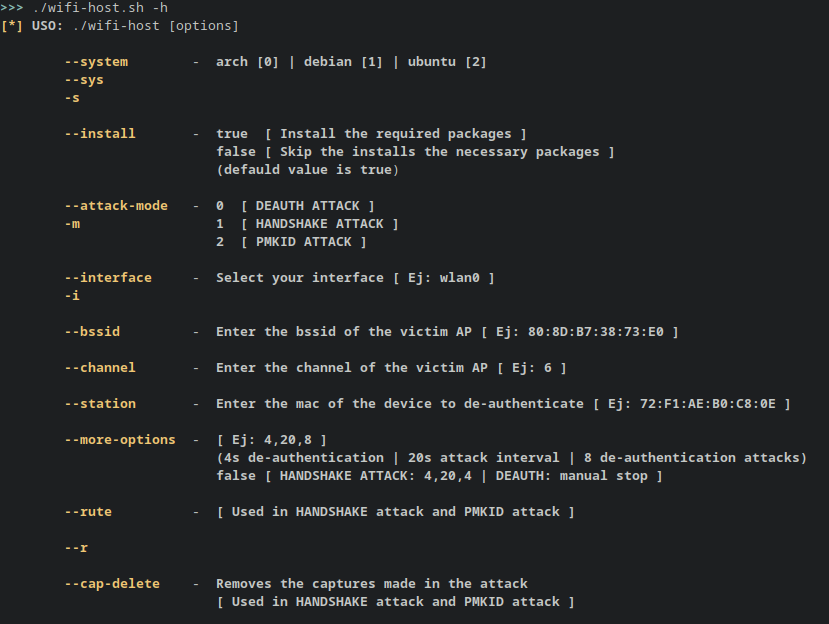 >>> ./wifi-host.sh -h
[*] USO: ./wifi-host [options]
--system - arch [0] | debian [1] | ubuntu [2]
--sys
-s
--install - true [ Install the required packages ]
false [ Skip the installs the necessary packages ]
(defauld value is true)
--attack-mode - 0 [ DEAUTH ATTACK ]
-m 1 [ HANDSHAKE ATTACK ]
2 [ PMKID ATTACK ]
--interface - Select your interface [ Ej: wlan0 ]
-i
--bssid - Enter the bssid of the victim AP [ Ej: 80:8D:B7:38:73:E0 ]
--channel - Enter the channel of the victim AP [ Ej: 6 ]
--station - Enter the mac of the device to de-authenticate [ Ej: 72:F1:AE:B0:C8:0E ]
--more-options - [ Ej: 4,20,8 ]
(4s de-authentication | 20s attack interval | 8 de-authentication attacks)
false [ HANDSHAKE ATTACK: 4,20,4 | DEAUTH: manual stop ]
--rute - [ Used in HANDSHAKE attack and PMKID attack ]
--r
--cap-delete - Removes the captures made in the attack
[ Used in HANDSHAKE attack and PMKID attack ]